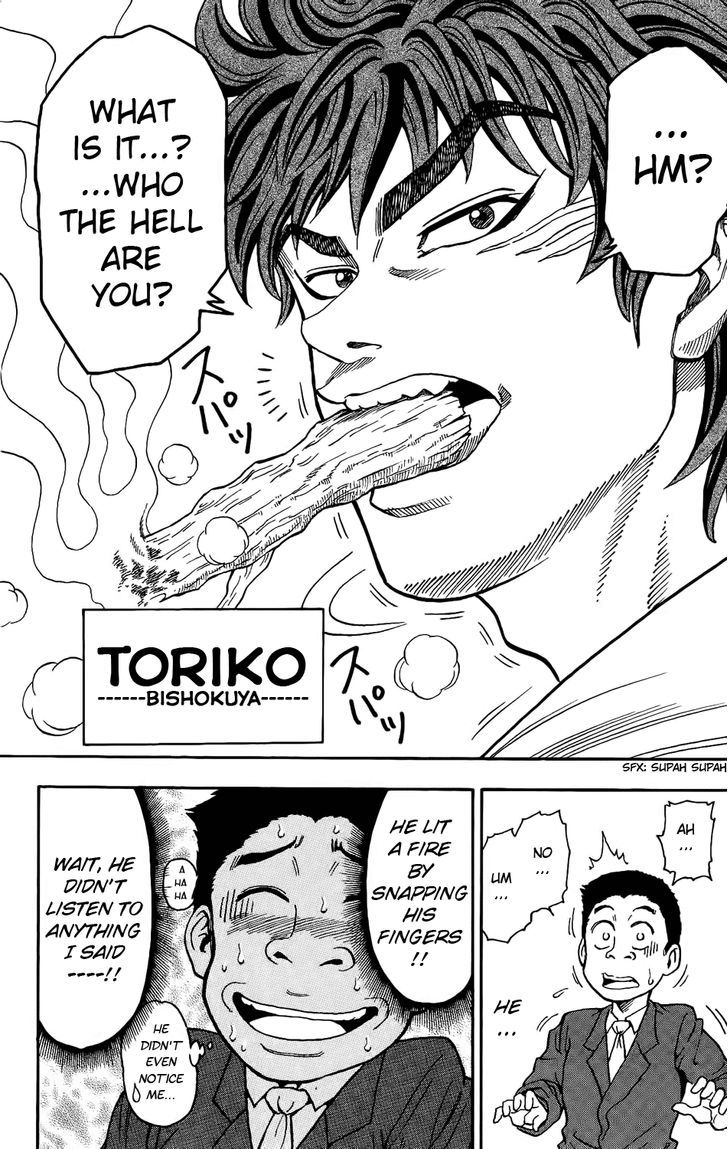 ...
HM?
WHAT
IS IT...?
...WHO
THE HELL
ARE
YOU?
スパッ
TORIKO
------BISHOKUYA------
スパッ
SFX: SUPAH SUPAH
AH
...
NO
...
UM
...
HE
...
HE LIT
A FIRE
BY
SNAPPING
HIS
FINGERS
!!
A
HA
HA
WAIT, HE
DIDN'T
LISTEN TO
ANYTHING
I SAID
----!!
HE
DIDN'T
EVEN
NOTICE
ME...